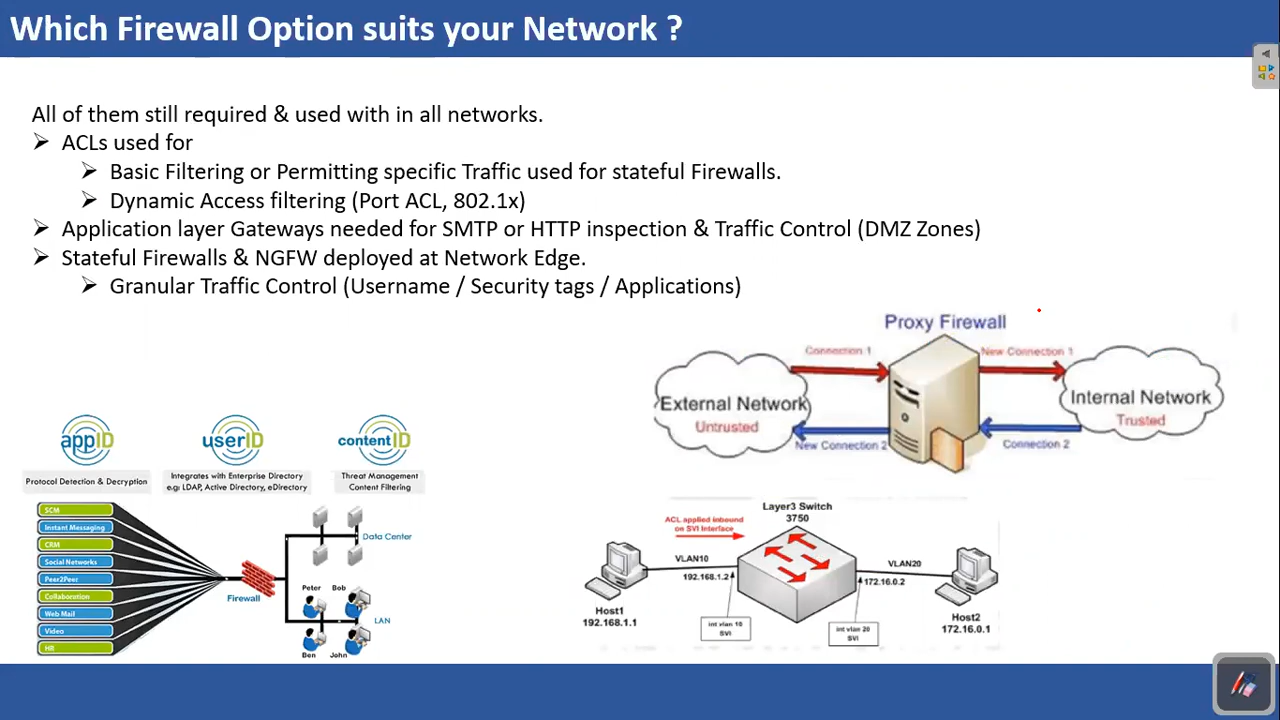 Which Firewall Option suits your Network ?
All of them still required & used with in all networks.
ACLs used for
Basic Filtering or Permitting specific Traffic used for stateful Firewalls.
Dynamic Access filtering (Port ACL, 802.1x)
Application layer Gateways needed for SMTP or HTTP inspection & Traffic Control (DMZ Zones)
Stateful Firewalls & NGFW deployed at Network Edge.
Granular Traffic Control (Username / Security tags / Applications)
Proxy Firewall
Connection 1
New Connection 1
External Network
Untrusted
Internal Network
Trusted
New Connection 2
Connection 2
appID
userID
contentID
Protocol Detection & Decryption
Integrates with Enterprise Directory
e.g: LDAP, Active Directory, eDirectory
Threat Management
Content Filtering
SCM
Instant Messaging
CRM
Social Networks
Peer2Peer
Collaboration
Web Mail
Video
HR
Firewall
Data Center
Peter
Bob
LAN
Ben
John
Layer3 Switch
3750
ACL applied inbound
on SVI Interface
VLAN10
192.168.1.2
VLAN20
172.16.0.2
Host1
192.168.1.1
int vlan 10
SVI
int vlan 20
SVI
Host2
172.16.0.1